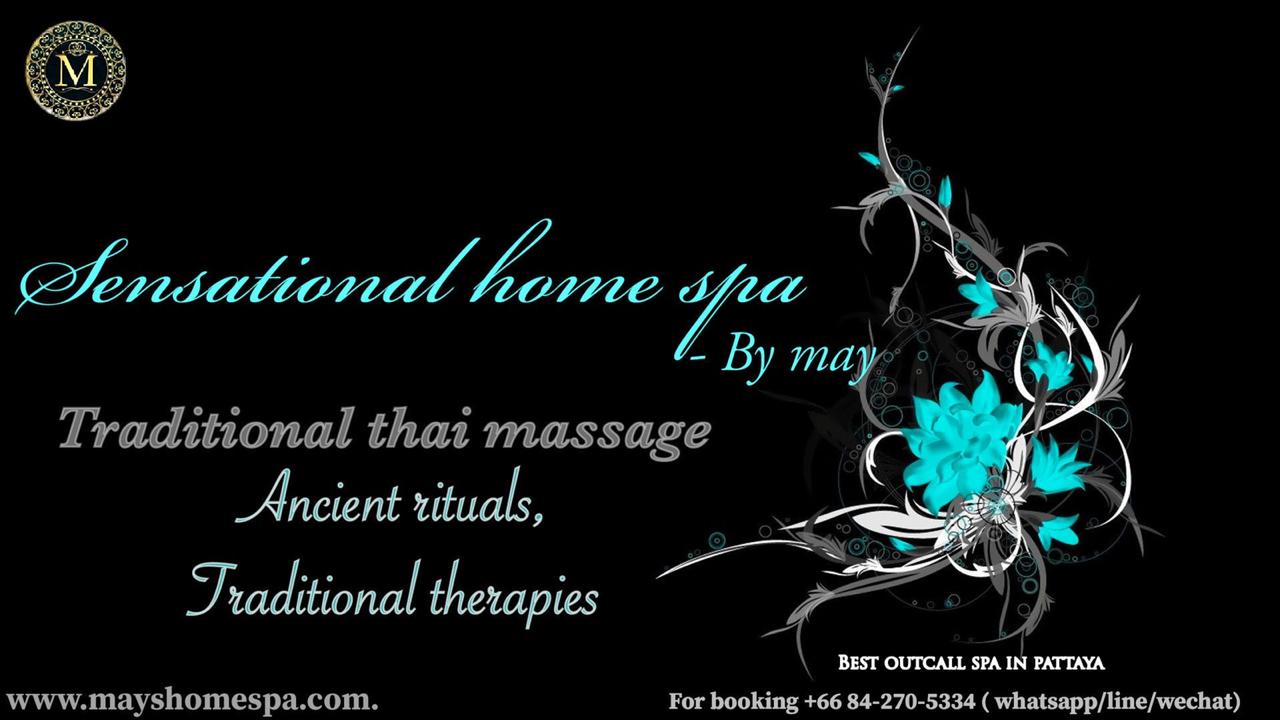 M
Sensational home spa
- By may
Traditional thai massage
Ancient rituals,
Traditional therapies
Best outcall spa in pattaya
www.mayshomespa.com.
For booking +66 84-270-5334 ( whatsapp/line/wechat)